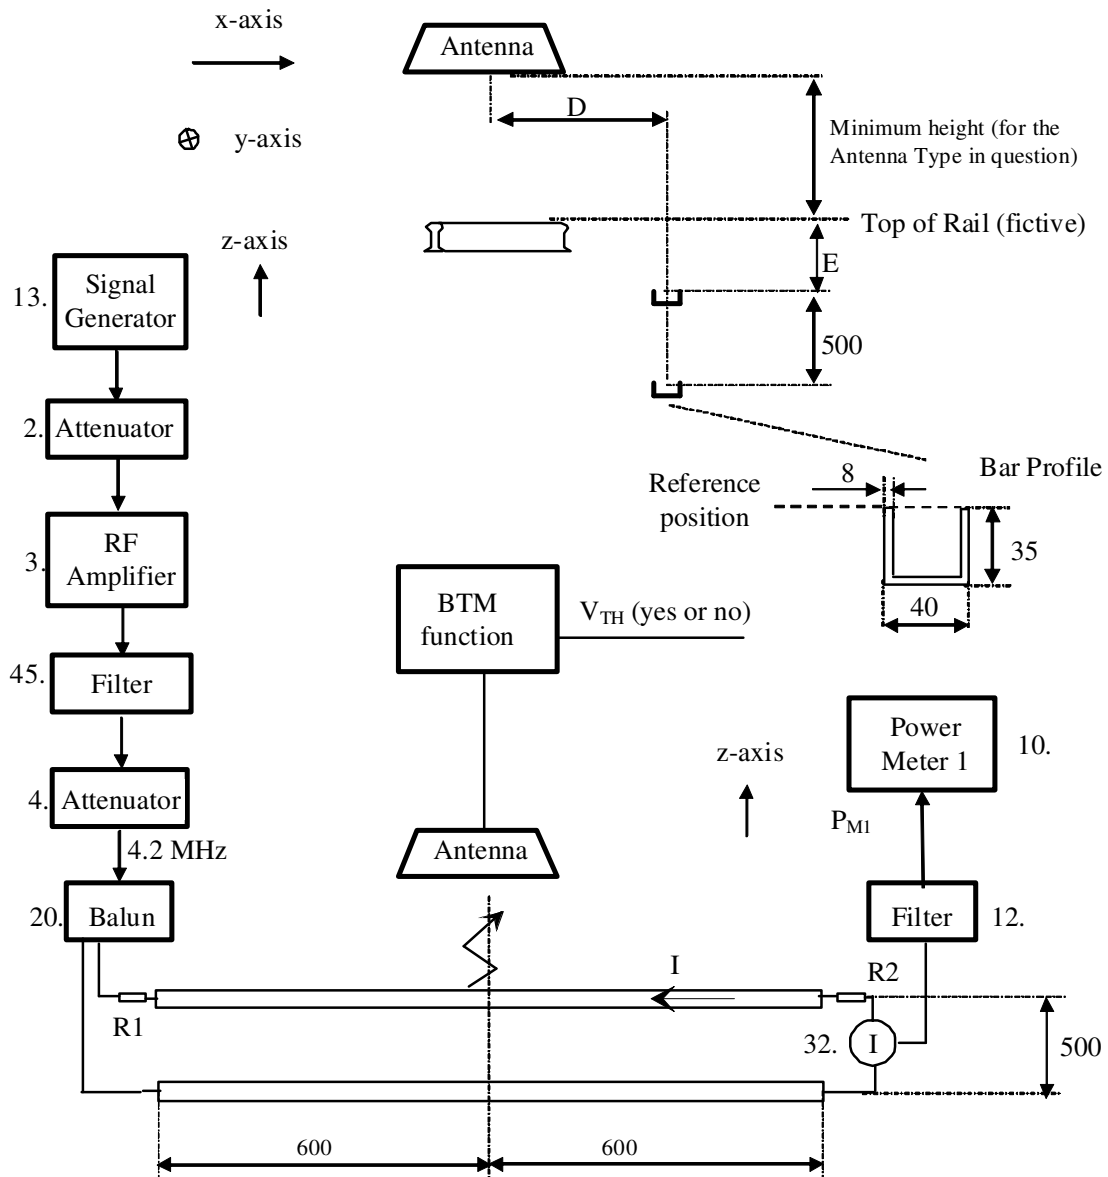 x-axis
Antenna
D
y-axis
Minimum height (for the
Antenna Type in question)
Top of Rail (fictive)
z-axis
E
13.
Signal
Generator
500
2.
Attenuator
8
Bar Profile
Reference
position
35
40
3.
RF
Amplifier
BTM
function
V_TH (yes or no)
45.
Filter
Power
Meter 1
10.
z-axis
4.
Attenuator
P_M1
4.2 MHz
Antenna
20.
Balun
Filter
12.
I
R2
R1
32.
I
500
600
600